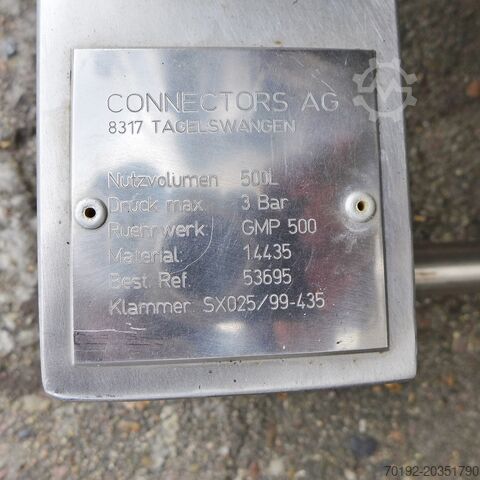 CONNECTORS AG
8317 TAGELSWANGEN
Nutzvolumen 500L
Druck max. 3 Bar
Ruehrwerk GMP 500
Material: 1.4435
Best. Ref. 53695
Klammer SX025/99-435
70192-20351790